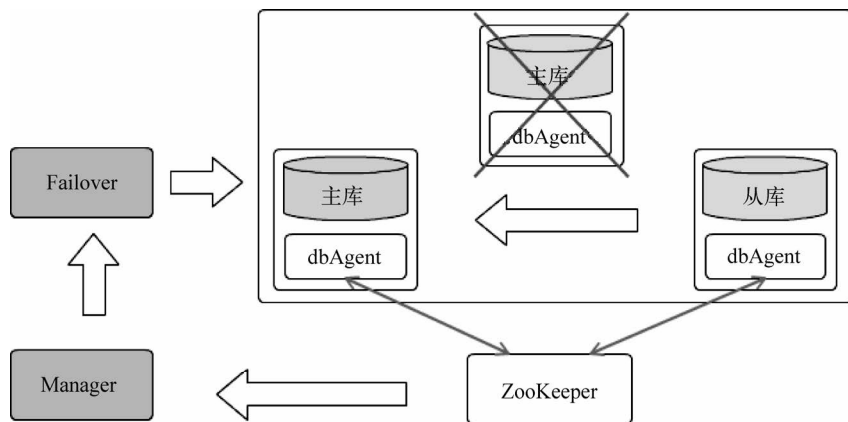 主库
dbAgent
Failover
主库
dbAgent
从库
dbAgent
Manager
ZooKeeper